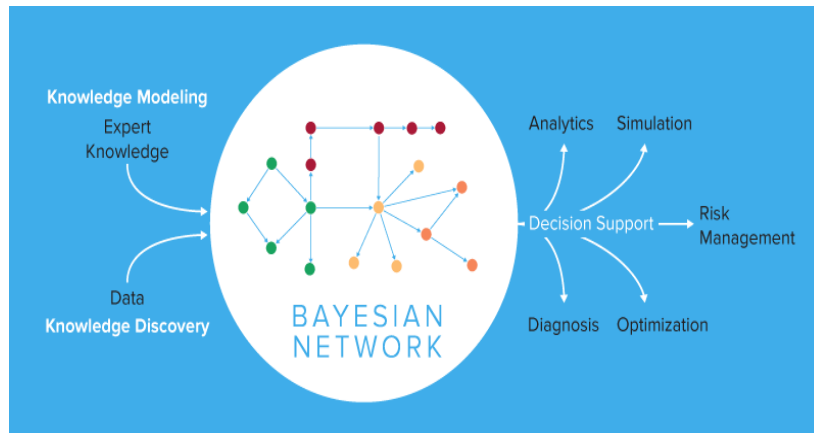 Knowledge Modeling
Expert
Knowledge
Data
Knowledge Discovery
BAYESIAN
NETWORK
Analytics
Simulation
Decision Support
Risk
Management
Diagnosis
Optimization